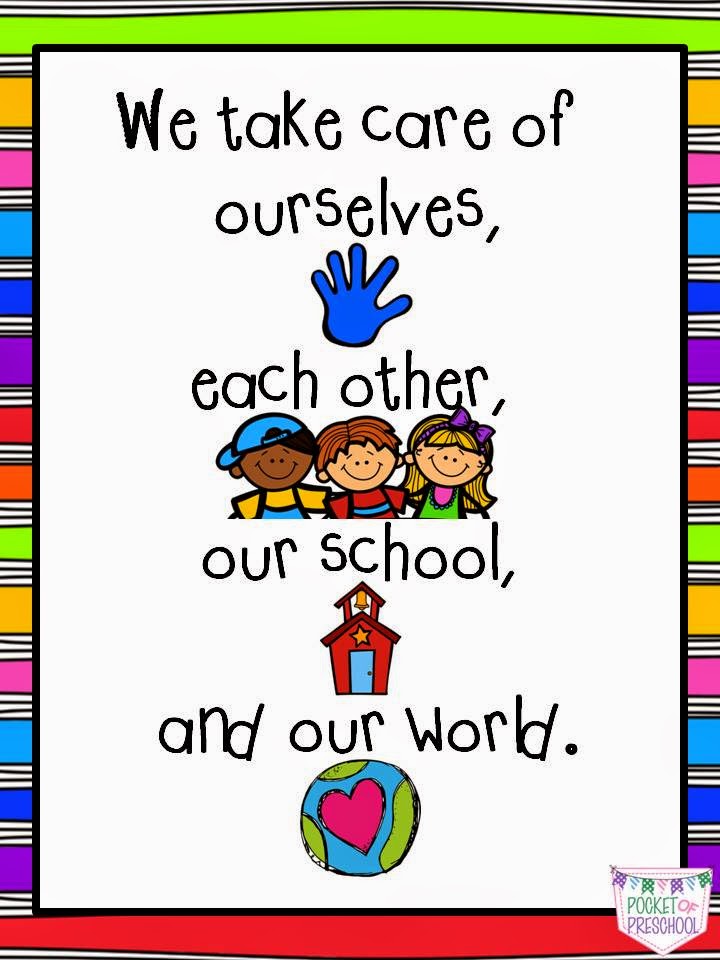 We take care of
ourselves,
each other,
our school,
and our world.
POCKET OF
PRESCHOOL